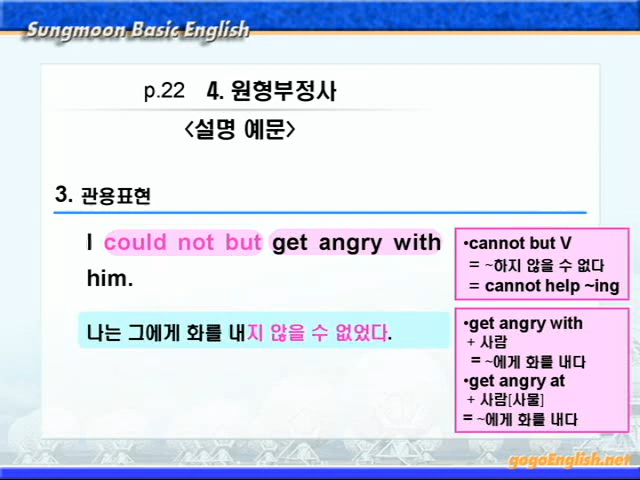 Sungmoon Basic English
p.22 4. 원형부정사
<설명 예문>
3. 관용표현
I could not but get angry with
him.
나는 그에게 화를 내지 않을 수 없었다.
•cannot but V
= ~하지 않을 수 없다
= cannot help ~ing
•get angry with
+ 사람
= ~에게 화를 내다
•get angry at
+ 사람[사물]
= ~에게 화를 내다
gogoEnglish.net